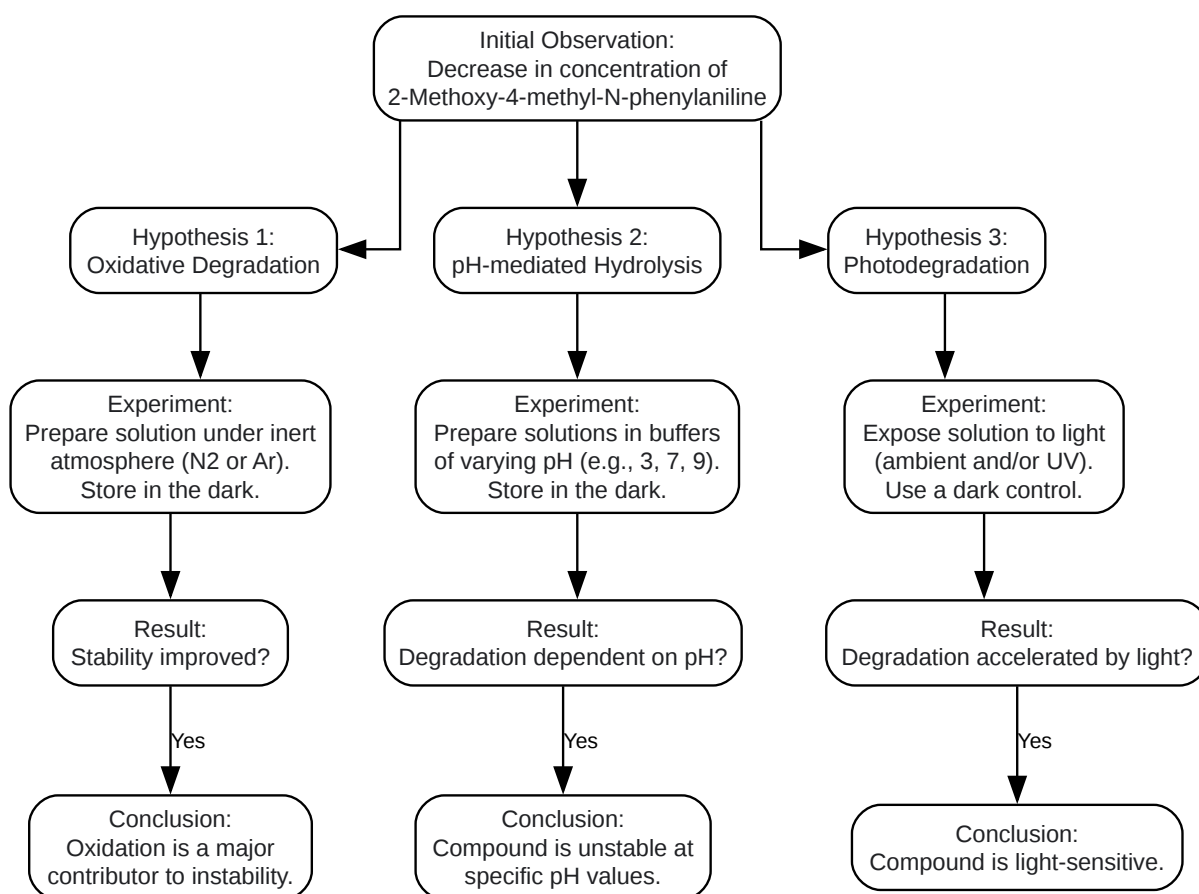 Initial Observation:
Decrease in concentration of
2-Methoxy-4-methyl-N-phenylaniline
Hypothesis 1:
Oxidative Degradation
Hypothesis 2:
pH-mediated Hydrolysis
Hypothesis 3:
Photodegradation
Experiment:
Prepare solution under inert
atmosphere (N2 or Ar).
Store in the dark.
Experiment:
Prepare solutions in buffers
of varying pH (e.g., 3, 7, 9).
Store in the dark.
Experiment:
Expose solution to light
(ambient and/or UV).
Use a dark control.
Result:
Stability improved?
Result:
Degradation dependent on pH?
Result:
Degradation accelerated by light?
Yes
Yes
Yes
Conclusion:
Oxidation is a major
contributor to instability.
Conclusion:
Compound is unstable at
specific pH values.
Conclusion:
Compound is light-sensitive.